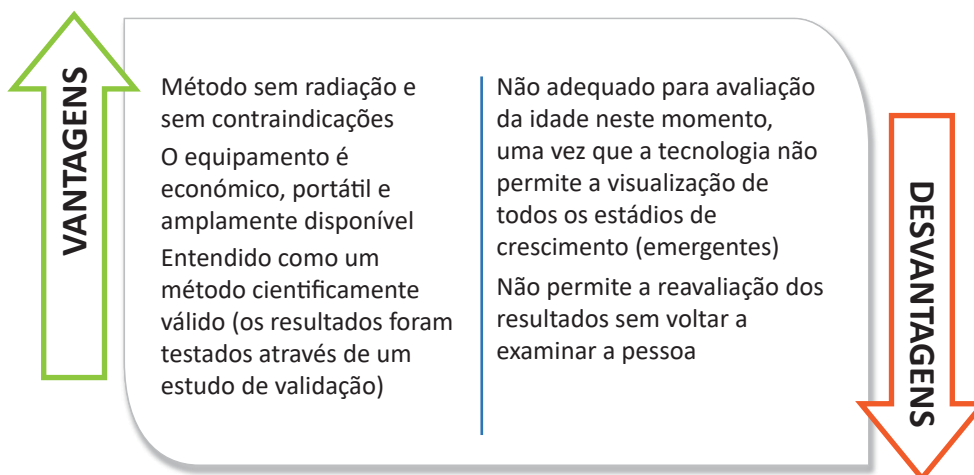 VANTAGENS
Método sem radiação e
sem contraindicações
O equipamento é
económico, portátil e
amplamente disponível
Entendido como um
método cientificamente
válido (os resultados foram
testados através de um
estudo de validação)
Não adequado para avaliação
da idade neste momento,
uma vez que a tecnologia não
permite a visualização de
todos os estádios de
crescimento (emergentes)
Não permite a reavaliação dos
resultados sem voltar a
examinar a pessoa
DESVANTAGENS